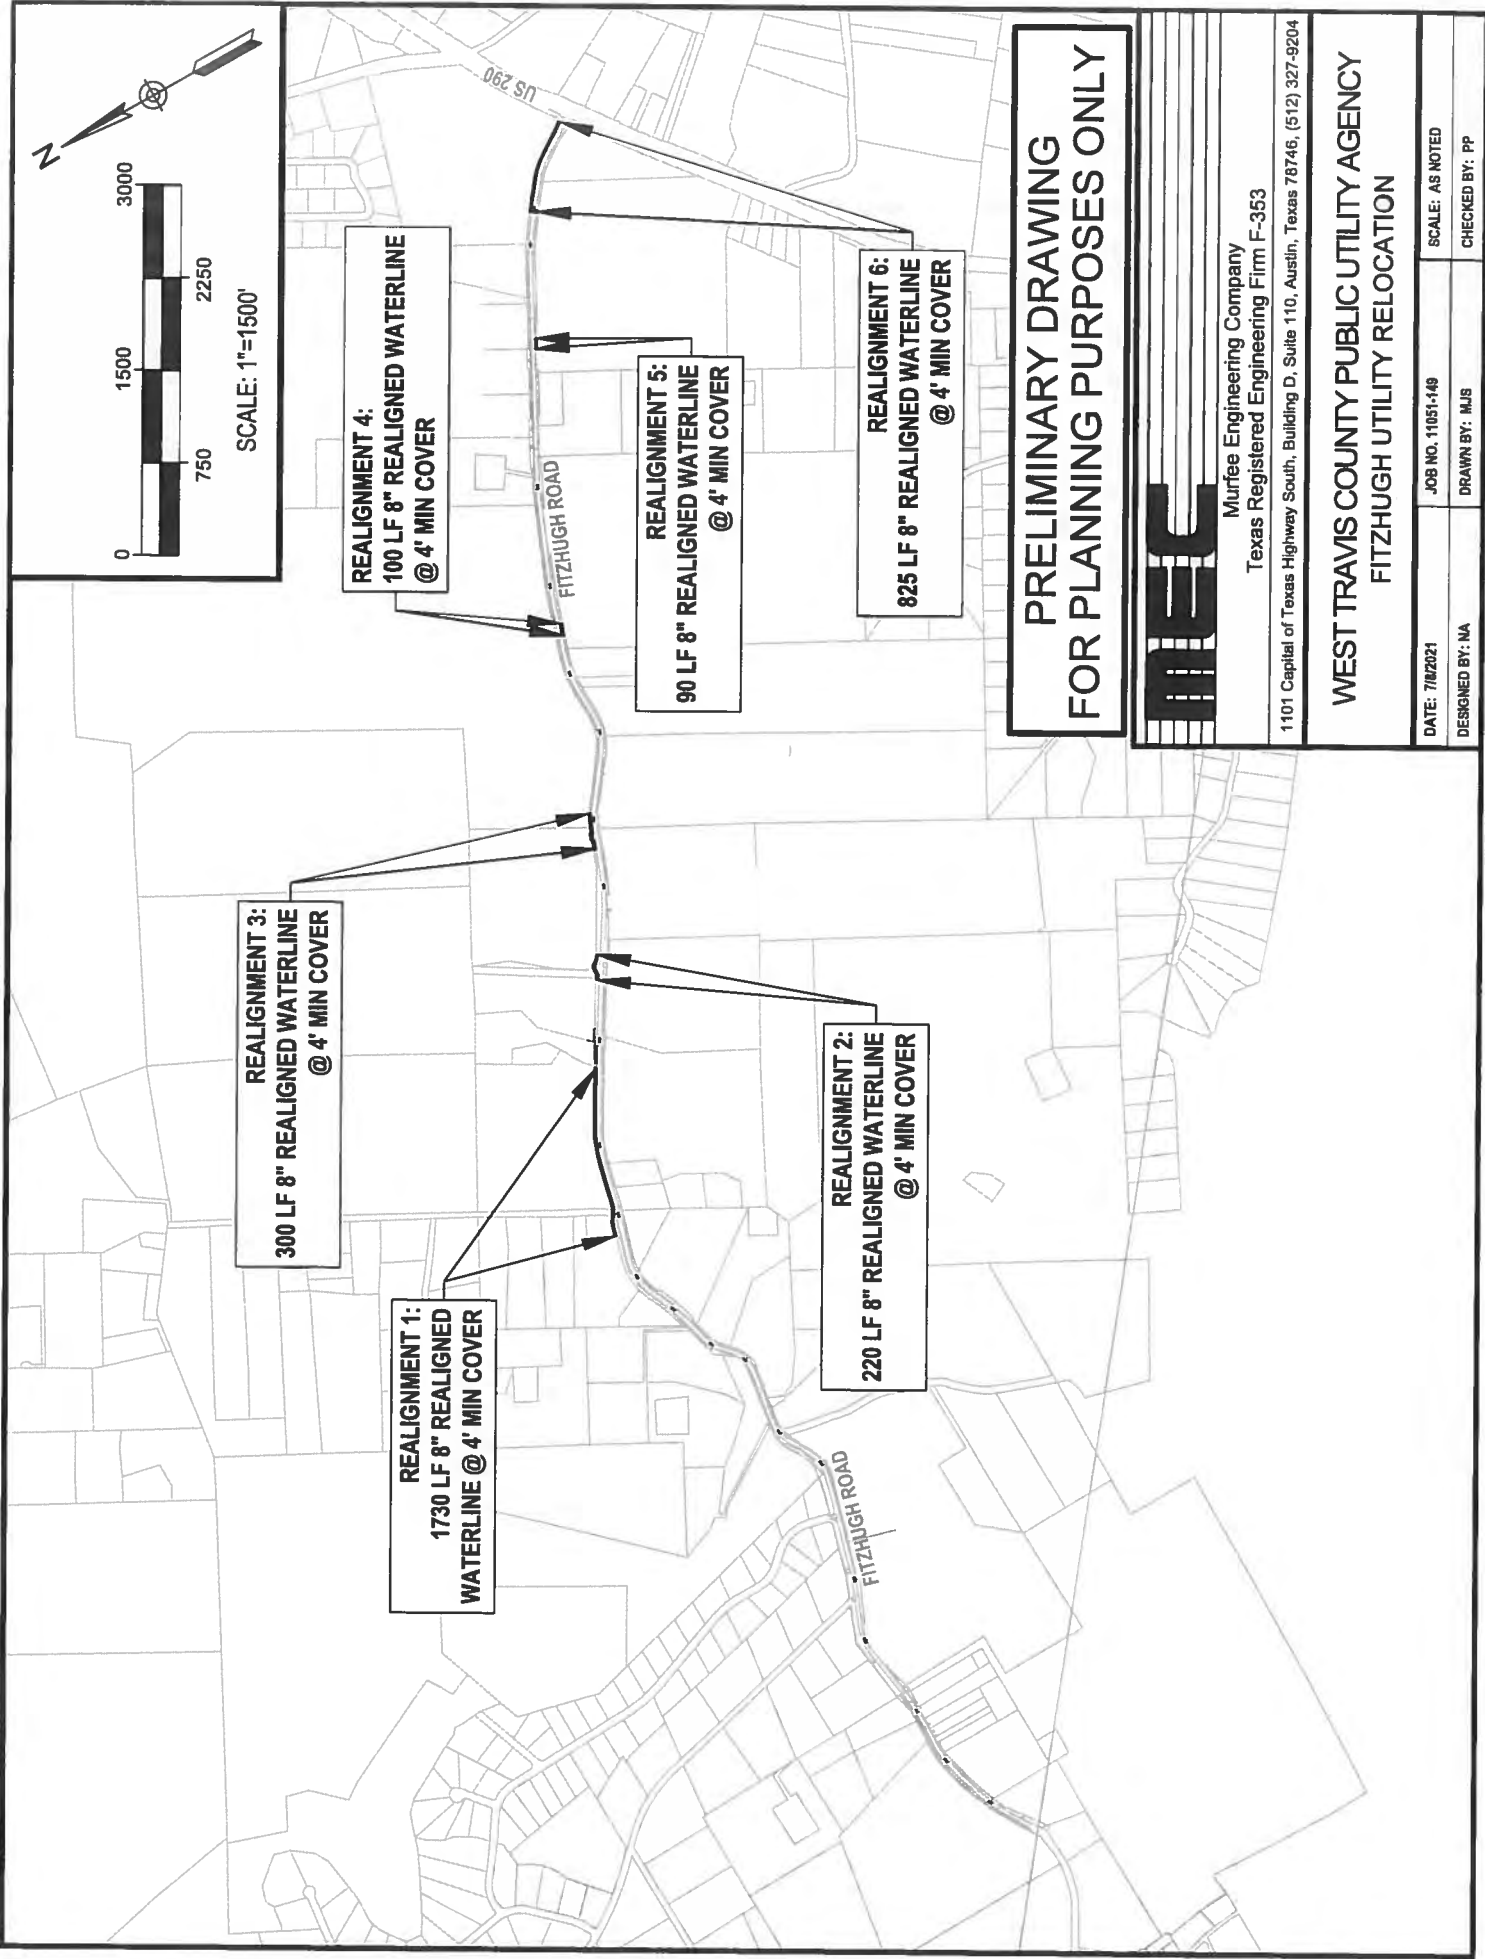 N
0
750
1500
2250
3000
SCALE: 1"=1500'
US 290
REALIGNMENT 4:
100 LF 8" REALIGNED WATERLINE
@ 4' MIN COVER
REALIGNMENT 3:
300 LF 8" REALIGNED WATERLINE
@ 4' MIN COVER
REALIGNMENT 1:
1730 LF 8" REALIGNED
WATERLINE @ 4' MIN COVER
FITZHUGH ROAD
REALIGNMENT 5:
90 LF 8" REALIGNED WATERLINE
@ 4' MIN COVER
REALIGNMENT 6:
825 LF 8" REALIGNED WATERLINE
@ 4' MIN COVER
REALIGNMENT 2:
220 LF 8" REALIGNED WATERLINE
@ 4' MIN COVER
FITZHUGH ROAD
PRELIMINARY DRAWING
FOR PLANNING PURPOSES ONLY
MEC
Murfee Engineering Company
Texas Registered Engineering Firm F-353
1101 Capital of Texas Highway South, Building D, Suite 110, Austin, Texas 78746, (512) 327-9204
WEST TRAVIS COUNTY PUBLIC UTILITY AGENCY
FITZHUGH UTILITY RELOCATION
DATE: 7/8/2021
JOB NO. 11051-149
SCALE: AS NOTED
DESIGNED BY: NA
DRAWN BY: MJS
CHECKED BY: PP